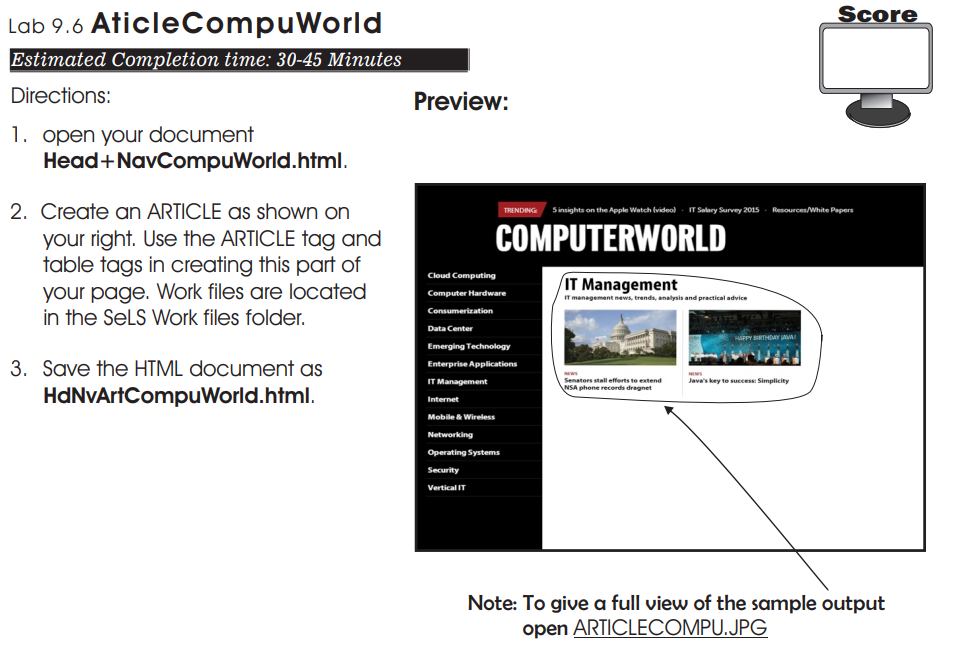 Lab 9.6 AticleCompuWorld
Score
Estimated Completion time: 30-45 Minutes
Directions:
1. open your document
Head+NavCompuWorld.html.
2. Create an ARTICLE as shown on
your right. Use the ARTICLE tag and
table tags in creating this part of
your page. Work files are located
in the SeLS Work files folder.
3. Save the HTML document as
HdNvArtCompuWorld.html.
Preview:
TRENDING: 5 insights on the Apple Watch (video) · IT Salary Survey 2015 · Resources/White Papers
COMPUTERWORLD
Cloud Computing
Computer Hardware
Consumerization
Data Center
Emerging Technology
Enterprise Applications
IT Management
Internet
Mobile & Wireless
Networking
Operating Systems
Security
Vertical IT
IT Management
IT management news, trends, analysis and practical advice
HAPPY BIRTHDAY JAVA!
NEWS
Senators stall efforts to extend
NSA phone records dragnet
NEWS
Java's key to success: Simplicity
Note: To give a full view of the sample output
open ARTICLECOMPU.JPG